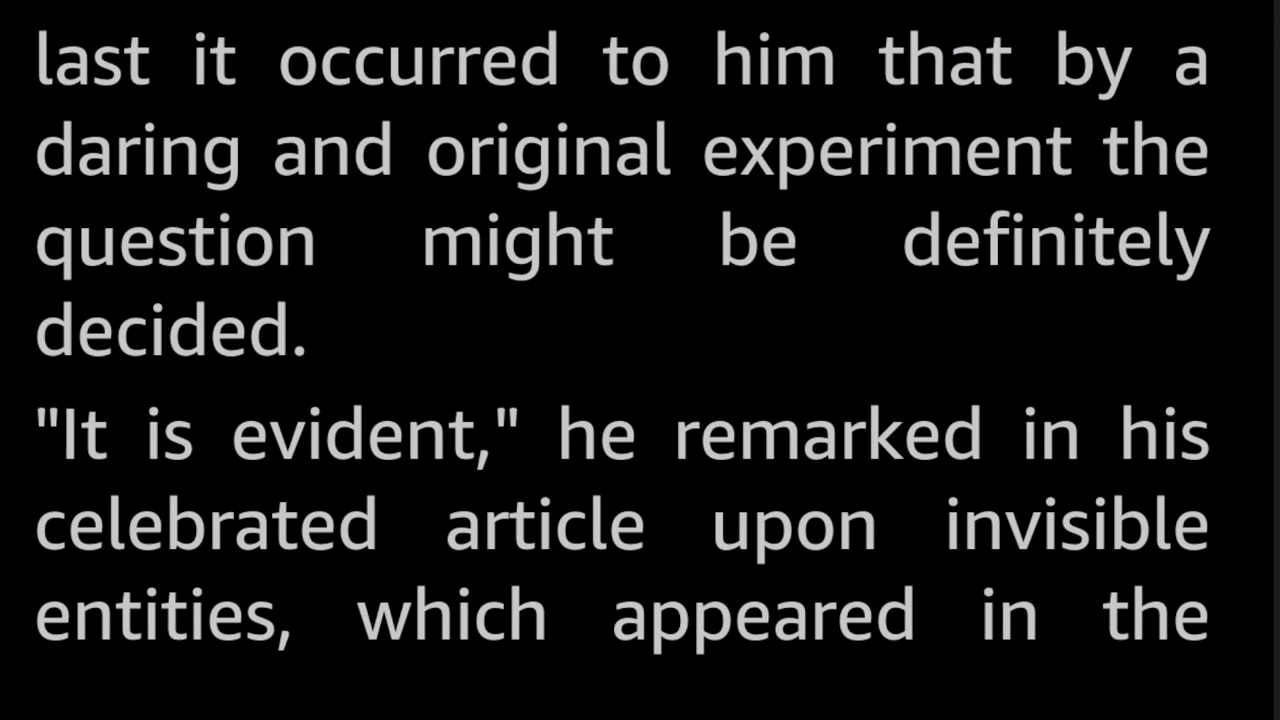 last it occurred to him that by a
daring and original experiment the
question might be definitely
decided.
"It is evident," he remarked in his
celebrated article upon invisible
entities, which appeared in the